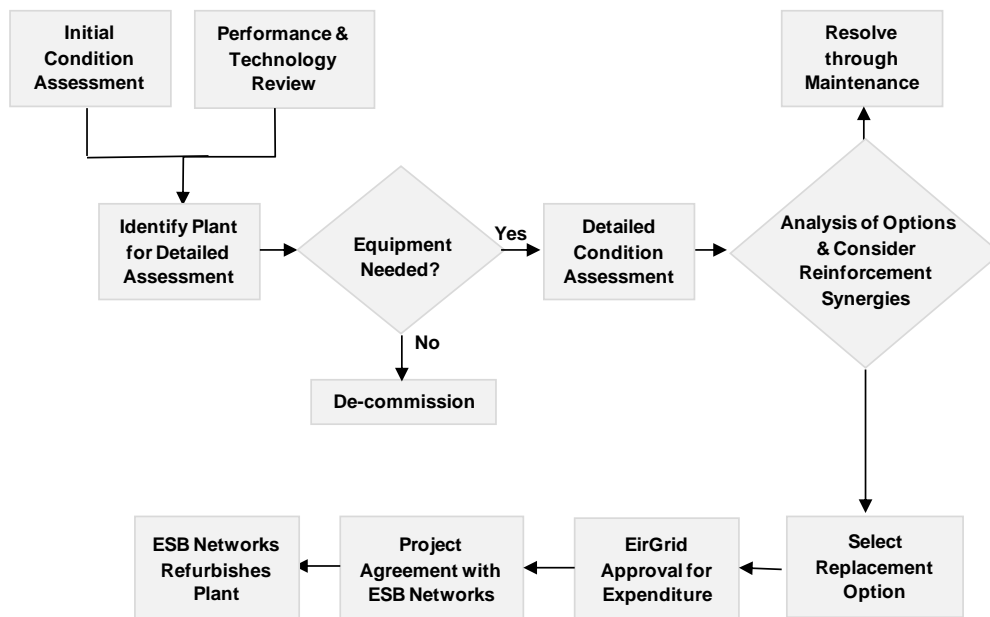 Initial
Condition
Assessment
Performance &
Technology
Review
Resolve
through
Maintenance
Identify Plant
for Detailed
Assessment
Equipment
Needed?
Yes
No
De-commission
Detailed
Condition
Assessment
Analysis of Options
& Consider
Reinforcement
Synergies
Select
Replacement
Option
EirGrid
Approval for
Expenditure
Project
Agreement with
ESB Networks
ESB Networks
Refurbishes
Plant